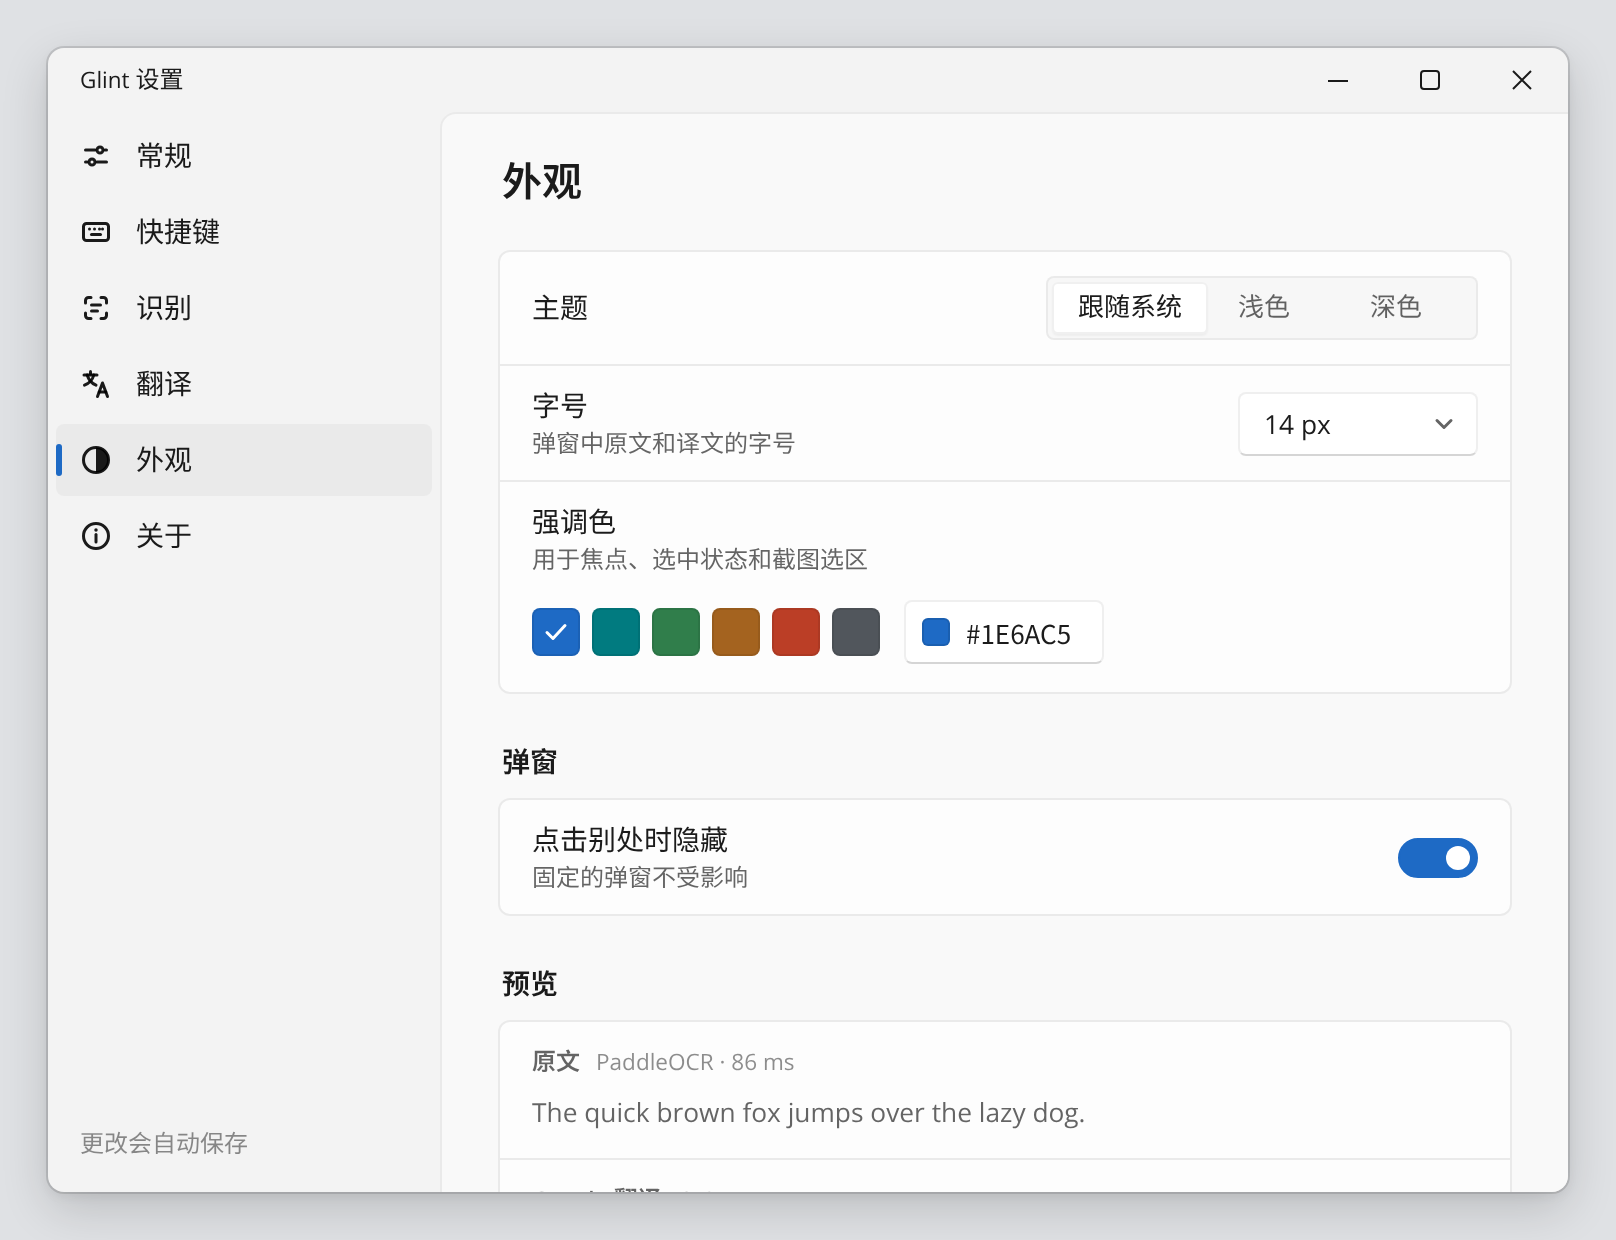 Glint 设置
常规
快捷键
识别
翻译
外观
关于
更改会自动保存
外观
主题
跟随系统 浅色 深色
字号
弹窗中原文和译文的字号
14 px
强调色
用于焦点、选中状态和截图选区
#1E6AC5
弹窗
点击别处时隐藏
固定的弹窗不受影响
预览
原文 PaddleOCR · 86 ms
The quick brown fox jumps over the lazy dog.
翻译